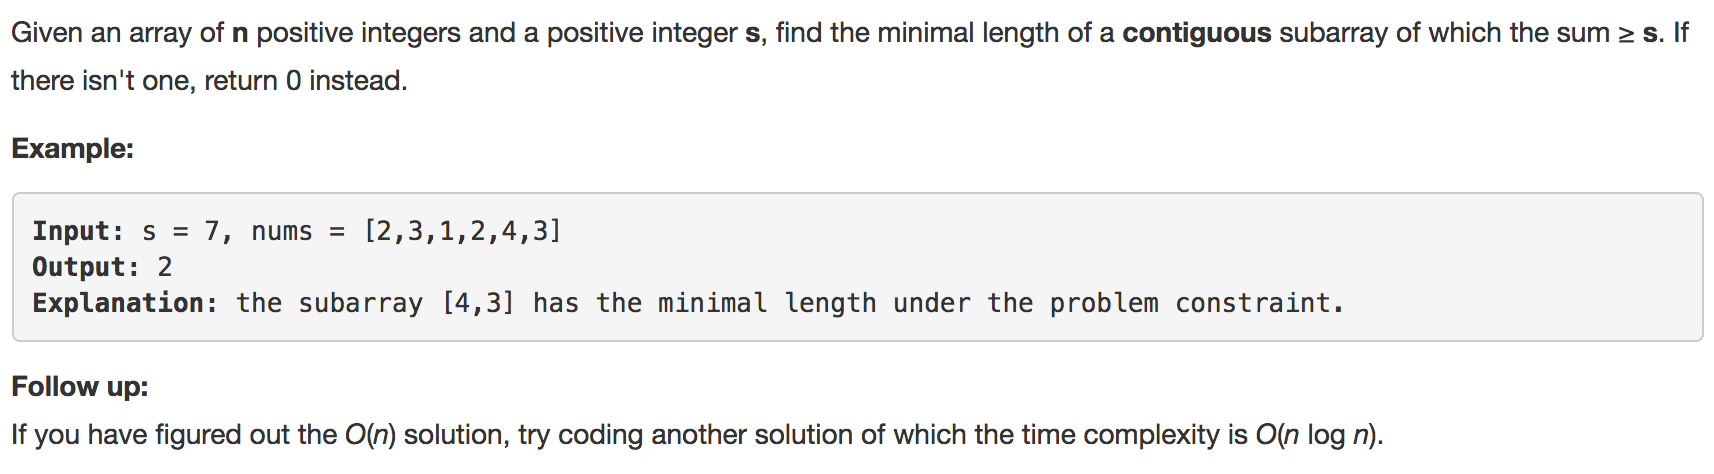 Given an array of n positive integers and a positive integer s, find the minimal length of a contiguous subarray of which the sum ≥ s. If
there isn't one, return 0 instead.
Example:
Input: s = 7, nums = [2,3,1,2,4,3]
Output: 2
Explanation: the subarray [4,3] has the minimal length under the problem constraint.
Follow up:
If you have figured out the O(n) solution, try coding another solution of which the time complexity is O(n log n).